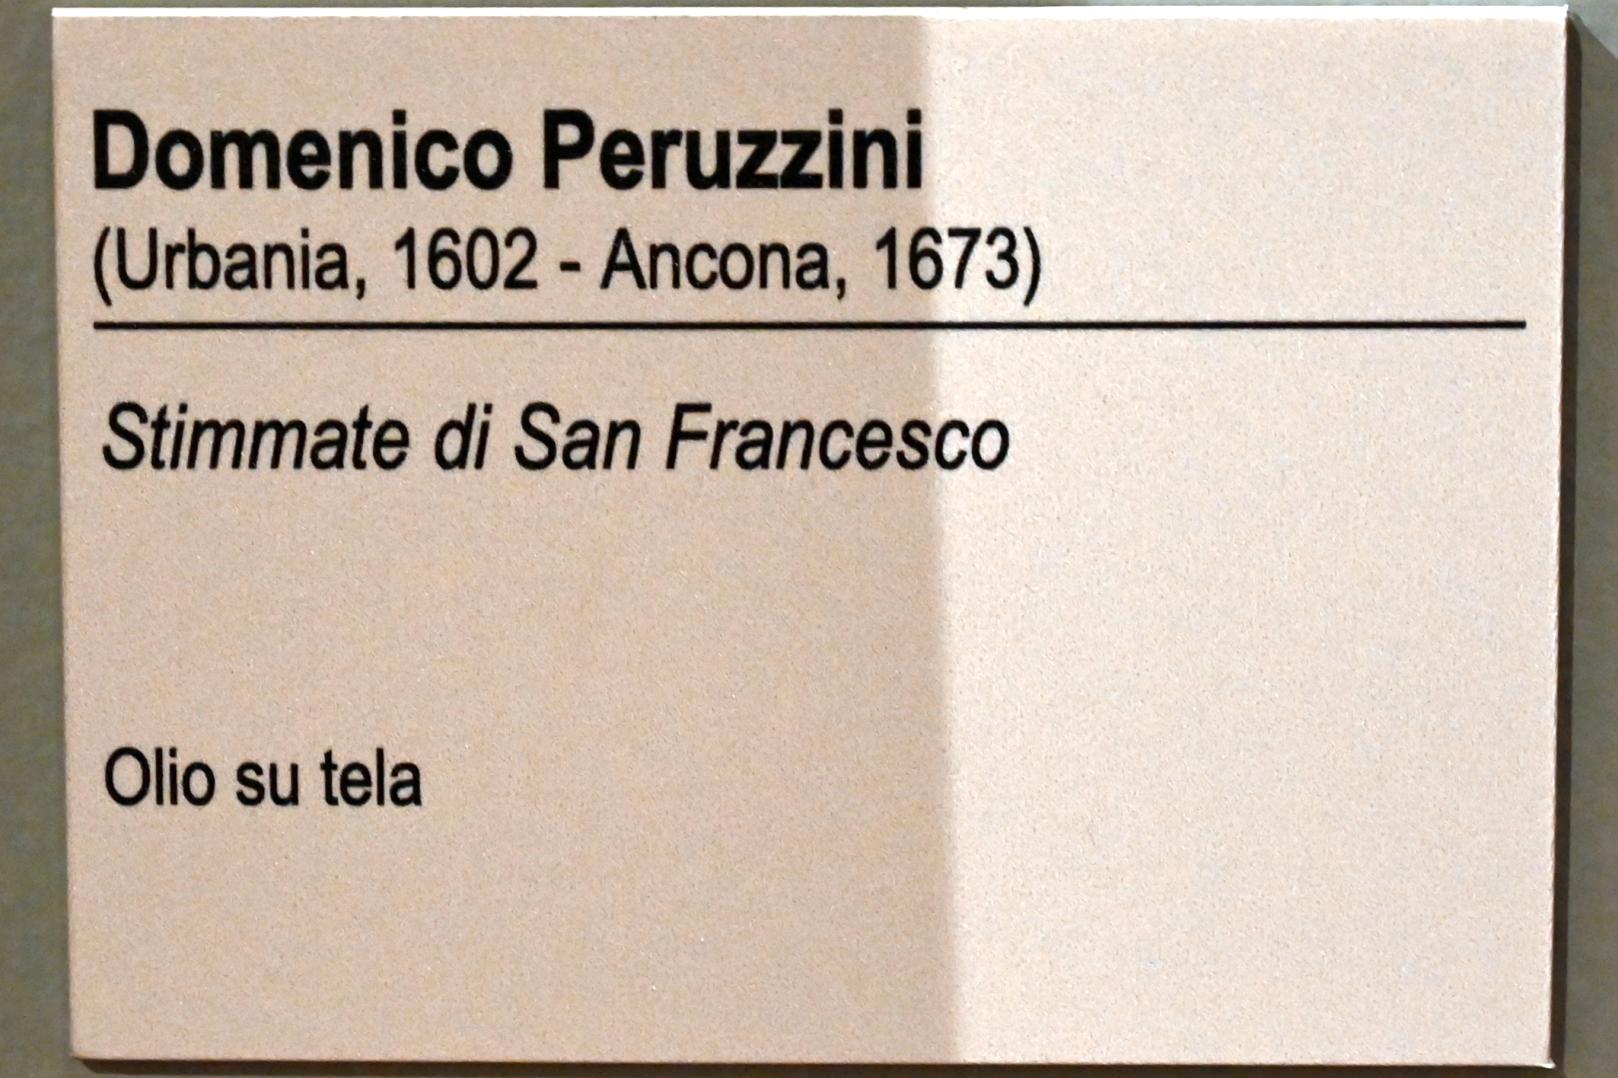 Domenico Peruzzini
(Urbania, 1602 - Ancona, 1673)
Stimmate di San Francesco
Olio su tela